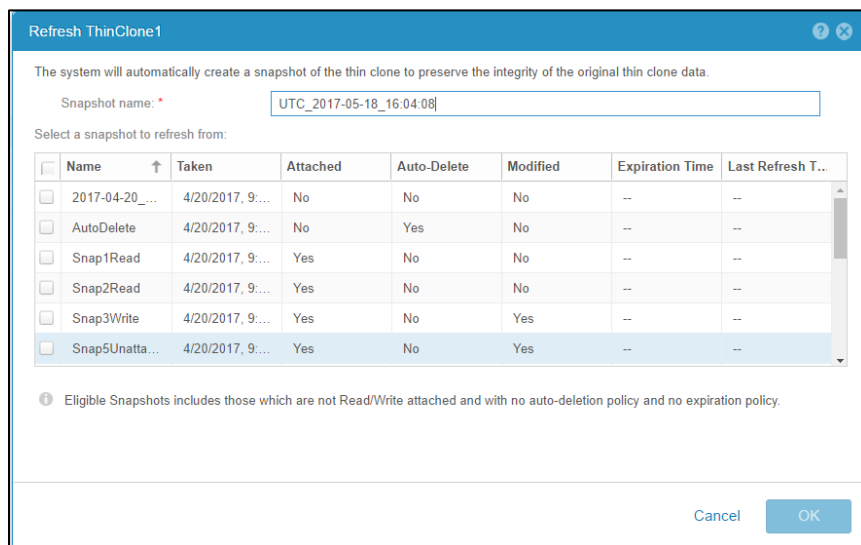 Refresh ThinClone1
The system will automatically create a snapshot of the thin clone to preserve the integrity of the original thin clone data.
Snapshot name: * UTC_2017-05-18_16:04:08
Select a snapshot to refresh from:
Name ↑ Taken Attached Auto-Delete Modified Expiration Time Last Refresh T...
2017-04-20_... 4/20/2017, 9:... No No No -- --
AutoDelete 4/20/2017, 9:... No Yes No -- --
Snap1Read 4/20/2017, 9:... Yes No No -- --
Snap2Read 4/20/2017, 9:... Yes No No -- --
Snap3Write 4/20/2017, 9:... Yes No Yes -- --
Snap5Unatta... 4/20/2017, 9:... Yes No Yes -- --
Eligible Snapshots includes those which are not Read/Write attached and with no auto-deletion policy and no expiration policy.
Cancel OK